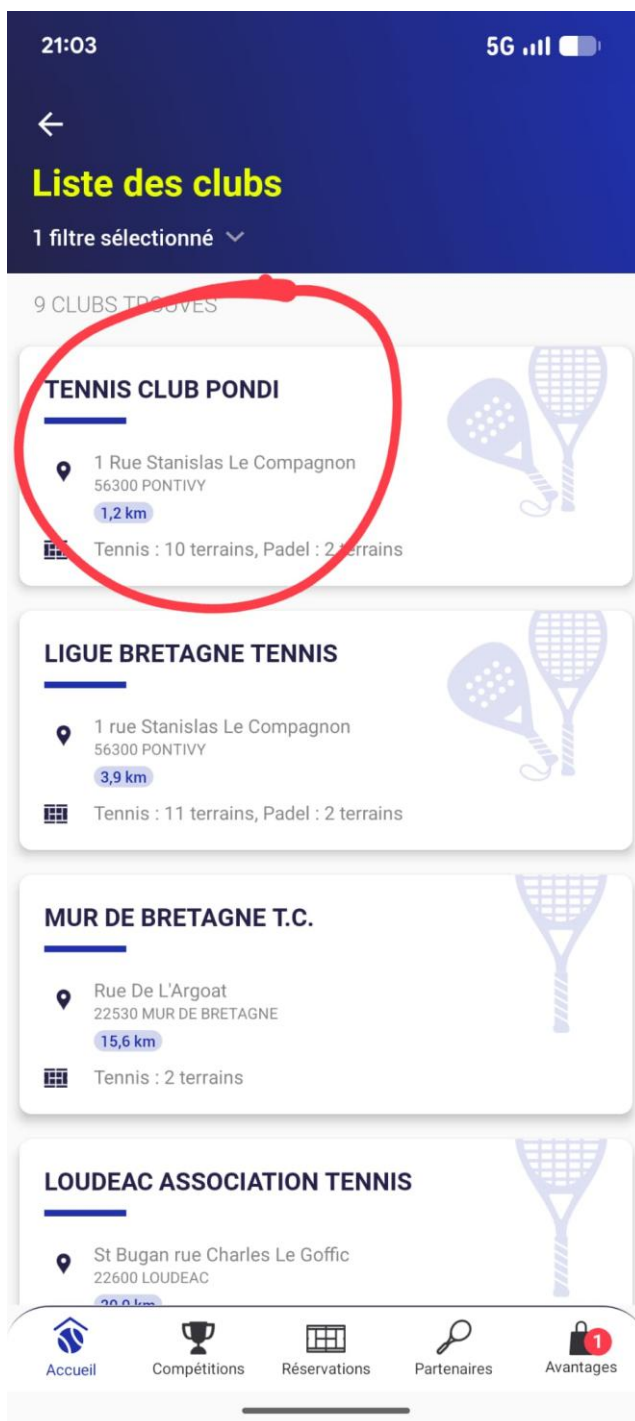 21:03
5G
Liste des clubs
1 filtre sélectionné
9 CLUBS TROUVÉS
TENNIS CLUB PONDI
1 Rue Stanislas Le Compagnon
56300 PONTIVY
1,2 km
Tennis : 10 terrains, Padel : 2 terrains
LIGUE BRETAGNE TENNIS
1 rue Stanislas Le Compagnon
56300 PONTIVY
3,9 km
Tennis : 11 terrains, Padel : 2 terrains
MUR DE BRETAGNE T.C.
Rue De L'Argoat
22530 MUR DE BRETAGNE
15,6 km
Tennis : 2 terrains
LOUDEAC ASSOCIATION TENNIS
St Bugan rue Charles Le Goffic
22600 LOUDEAC
1
Accueil
Compétitions
Réservations
Partenaires
Avantages